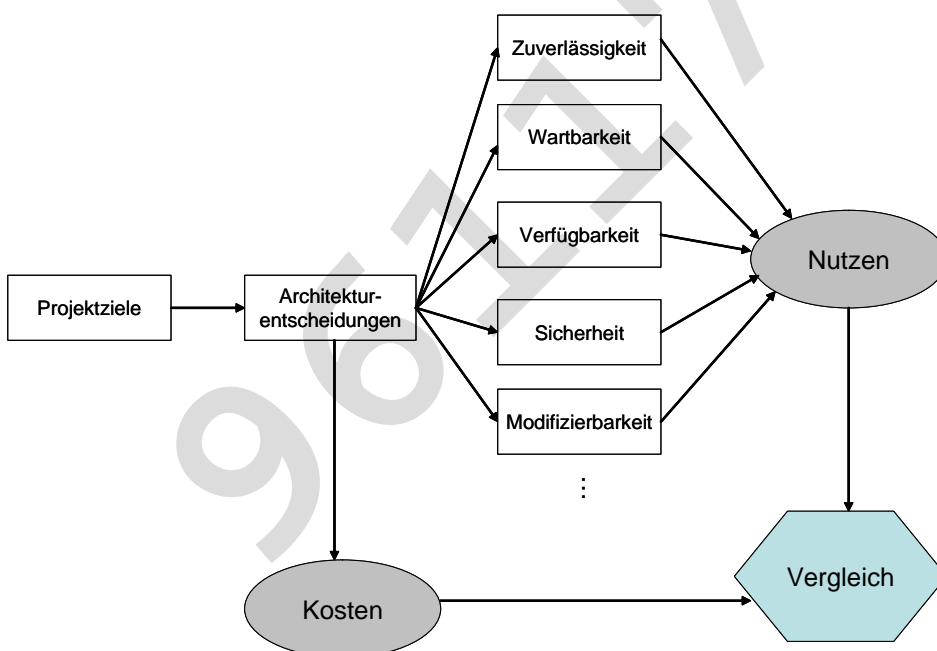 Zuverlässigkeit
Wartbarkeit
Verfügbarkeit
Nutzen
Projektziele
Architektur-
entscheidungen
Sicherheit
Modifizierbarkeit
...
Vergleich
Kosten